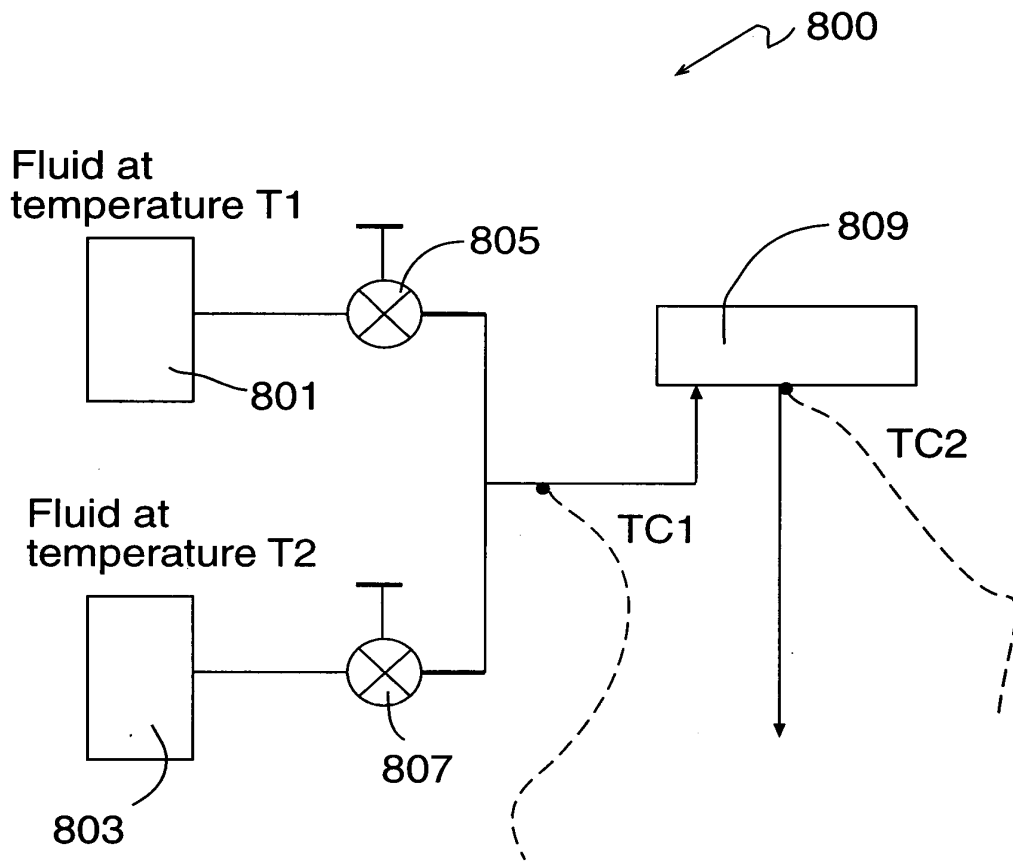 800
Fluid at
temperature T1
805
809
801
TC2
Fluid at
temperature T2
TC1
807
803